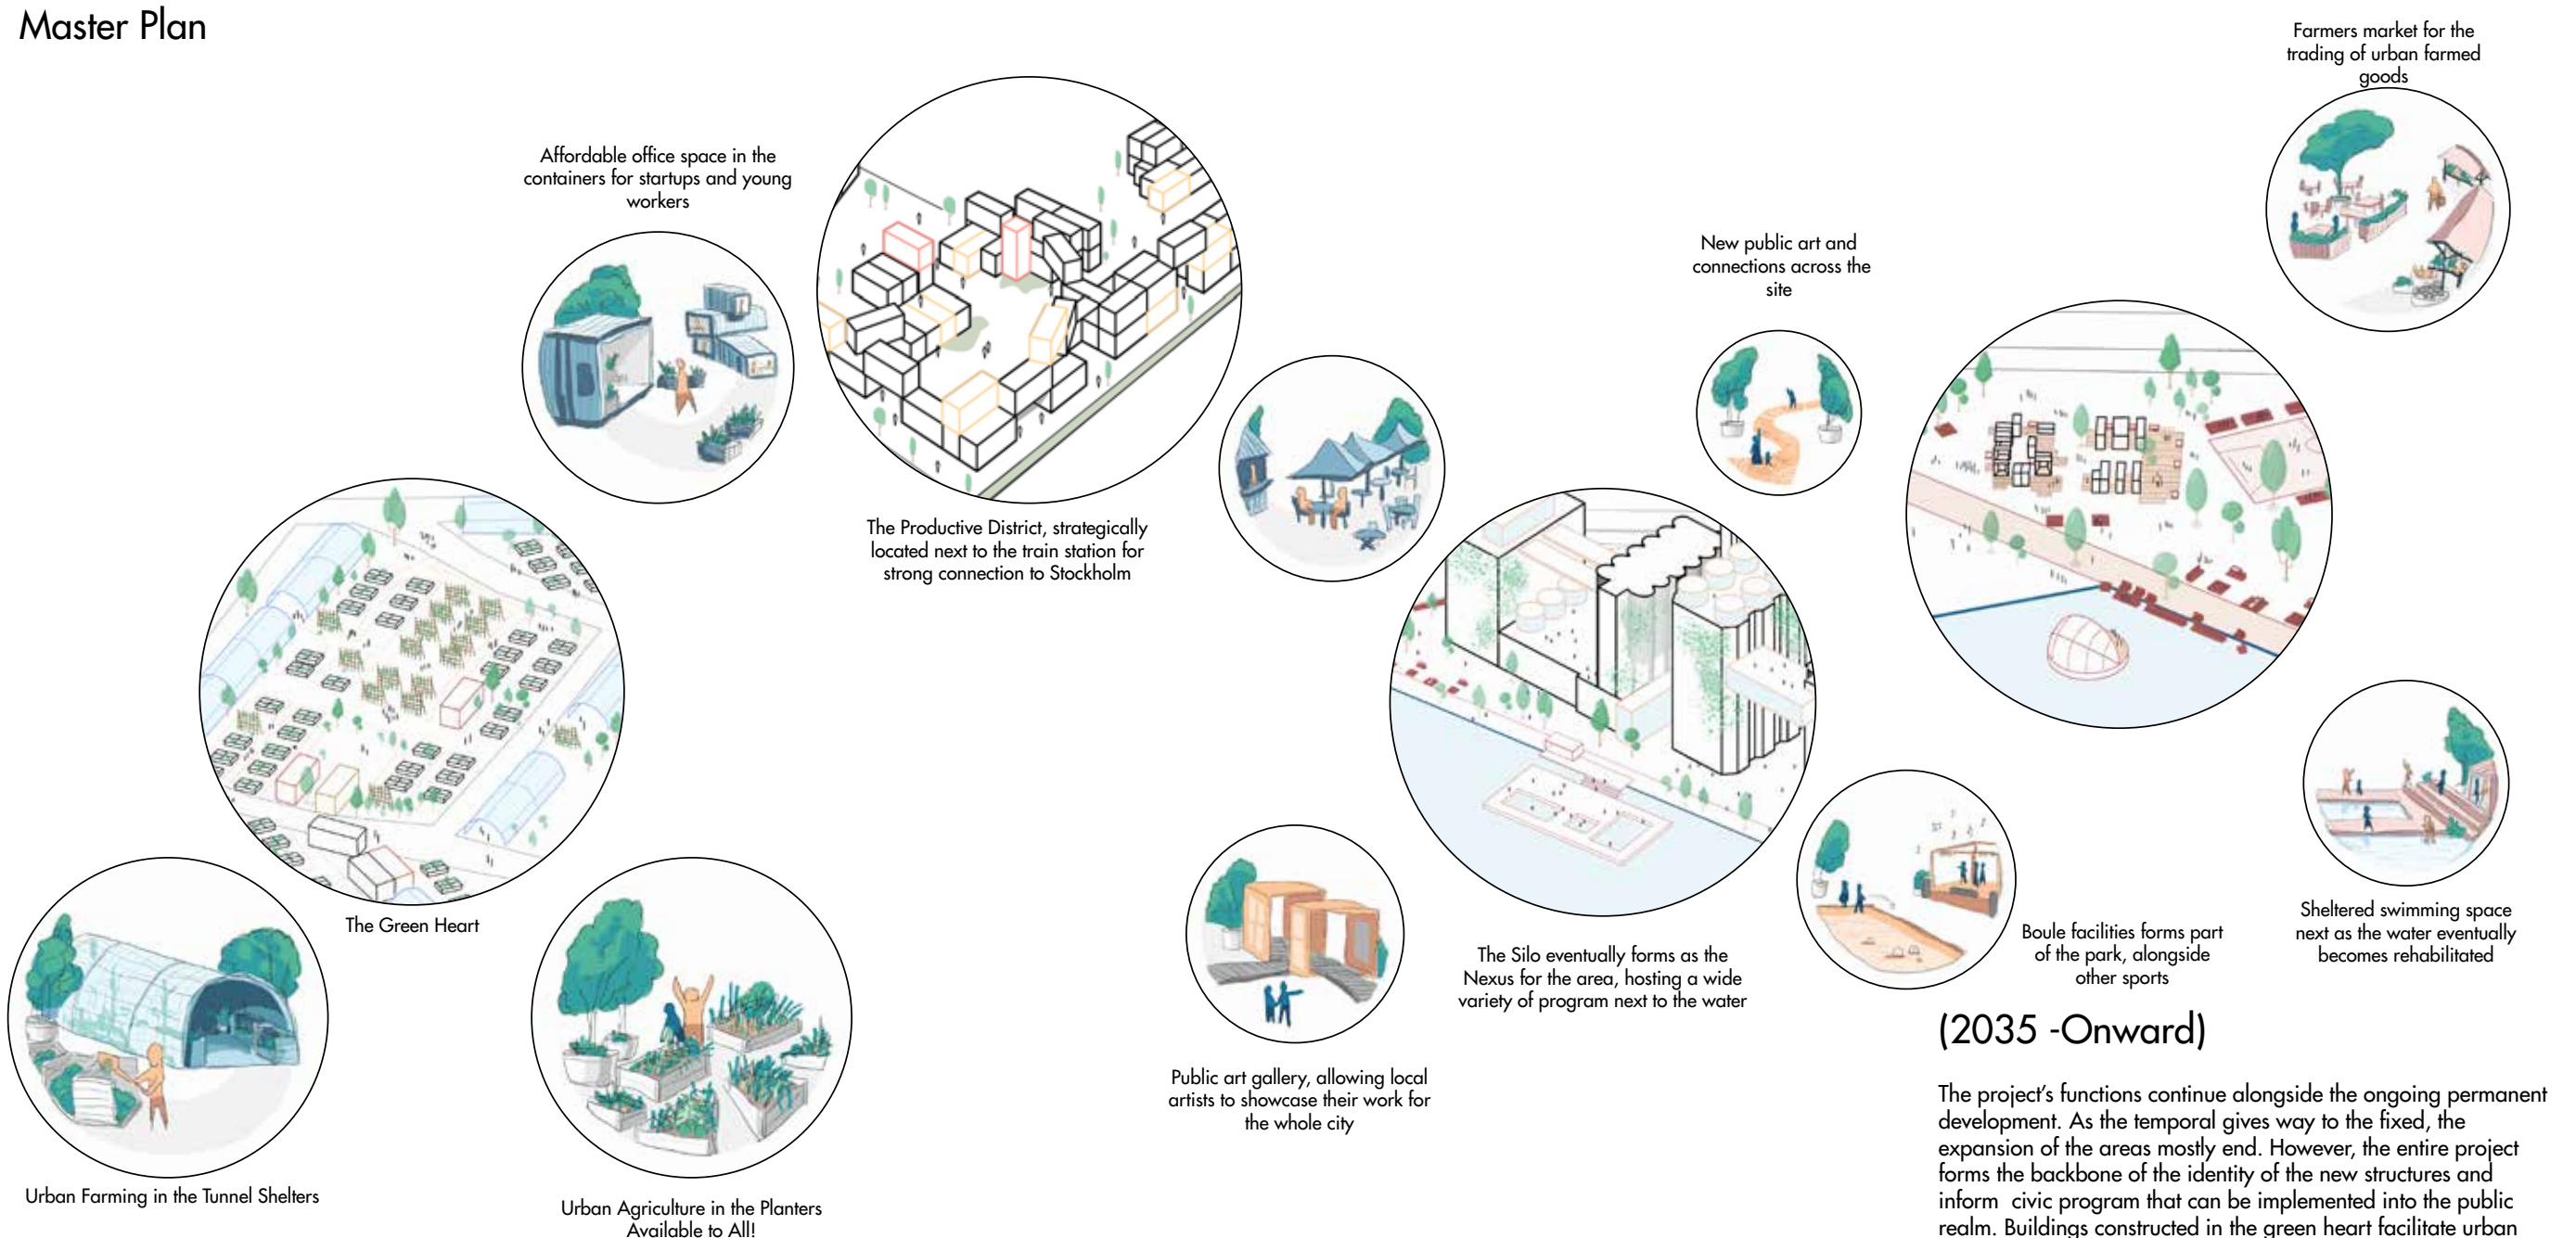 Master Plan
Farmers market for the
trading of urban farmed
goods
Affordable office space in the
containers for startups and young
workers
New public art and
connections across the
site
The Productive District, strategically
located next to the train station for
strong connection to Stockholm
The Green Heart
The Silo eventually forms as the
Nexus for the area, hosting a wide
variety of program next to the water
Boule facilities forms part
of the park, alongside
other sports
Sheltered swimming space
next as the water eventually
becomes rehabilitated
Public art gallery, allowing local
artists to showcase their work for
the whole city
Urban Farming in the Tunnel Shelters
Urban Agriculture in the Planters
Available to All!
(2035 -Onward)
The project's functions continue alongside the ongoing permanent
development. As the temporal gives way to the fixed, the
expansion of the areas mostly end. However, the entire project
forms the backbone of the identity of the new structures and
inform  civic program that can be implemented into the public
realm. Buildings constructed in the green heart facilitate urban